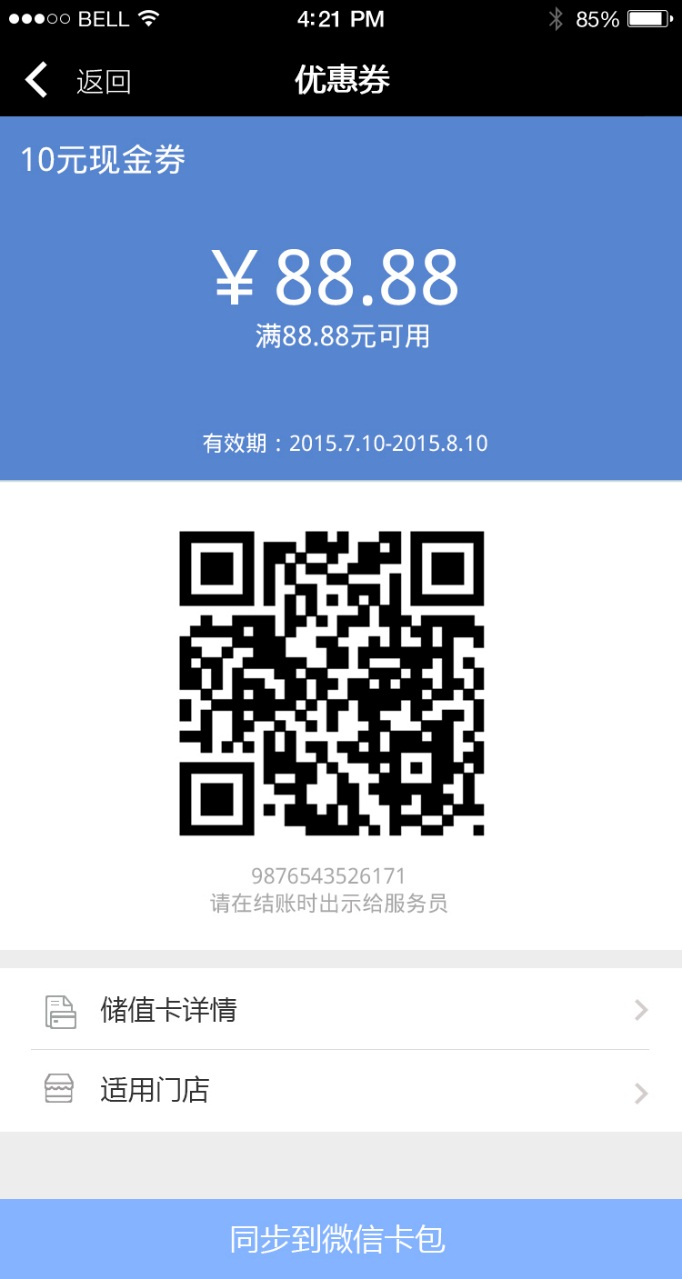 BELL 4:21 PM 85%
返回 优惠券
10元现金券
￥88.88
满88.88元可用
有效期：2015.7.10-2015.8.10
9876543526171
请在结账时出示给服务员
储值卡详情
适用门店
同步到微信卡包